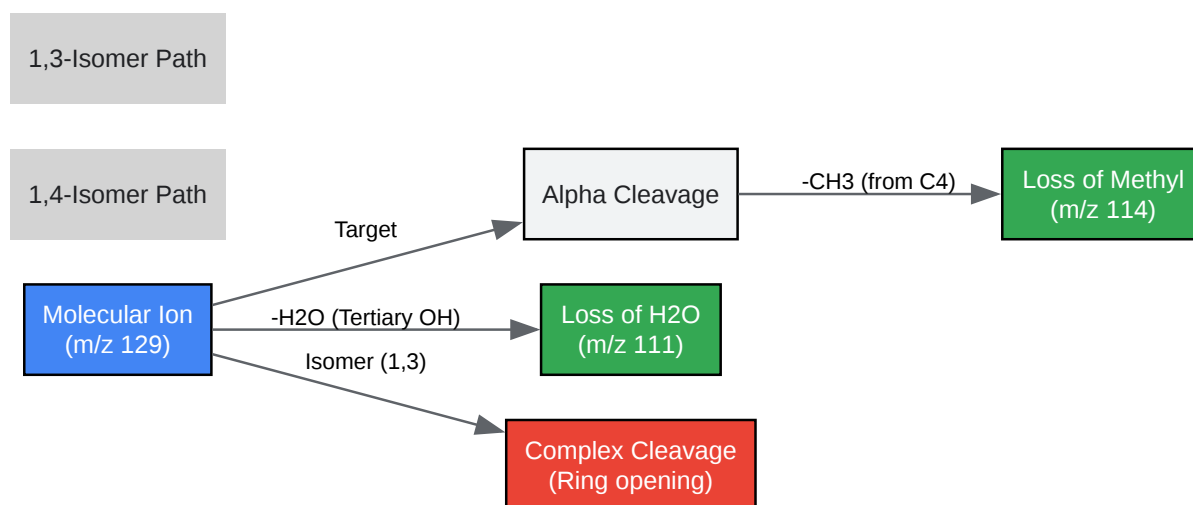 1,3-Isomer Path
1,4-Isomer Path
Alpha Cleavage
-CH3 (from C4)
Loss of Methyl
(m/z 114)
Target
Molecular Ion
(m/z 129)
-H2O (Tertiary OH)
Loss of H2O
(m/z 111)
Isomer (1,3)
Complex Cleavage
(Ring opening)